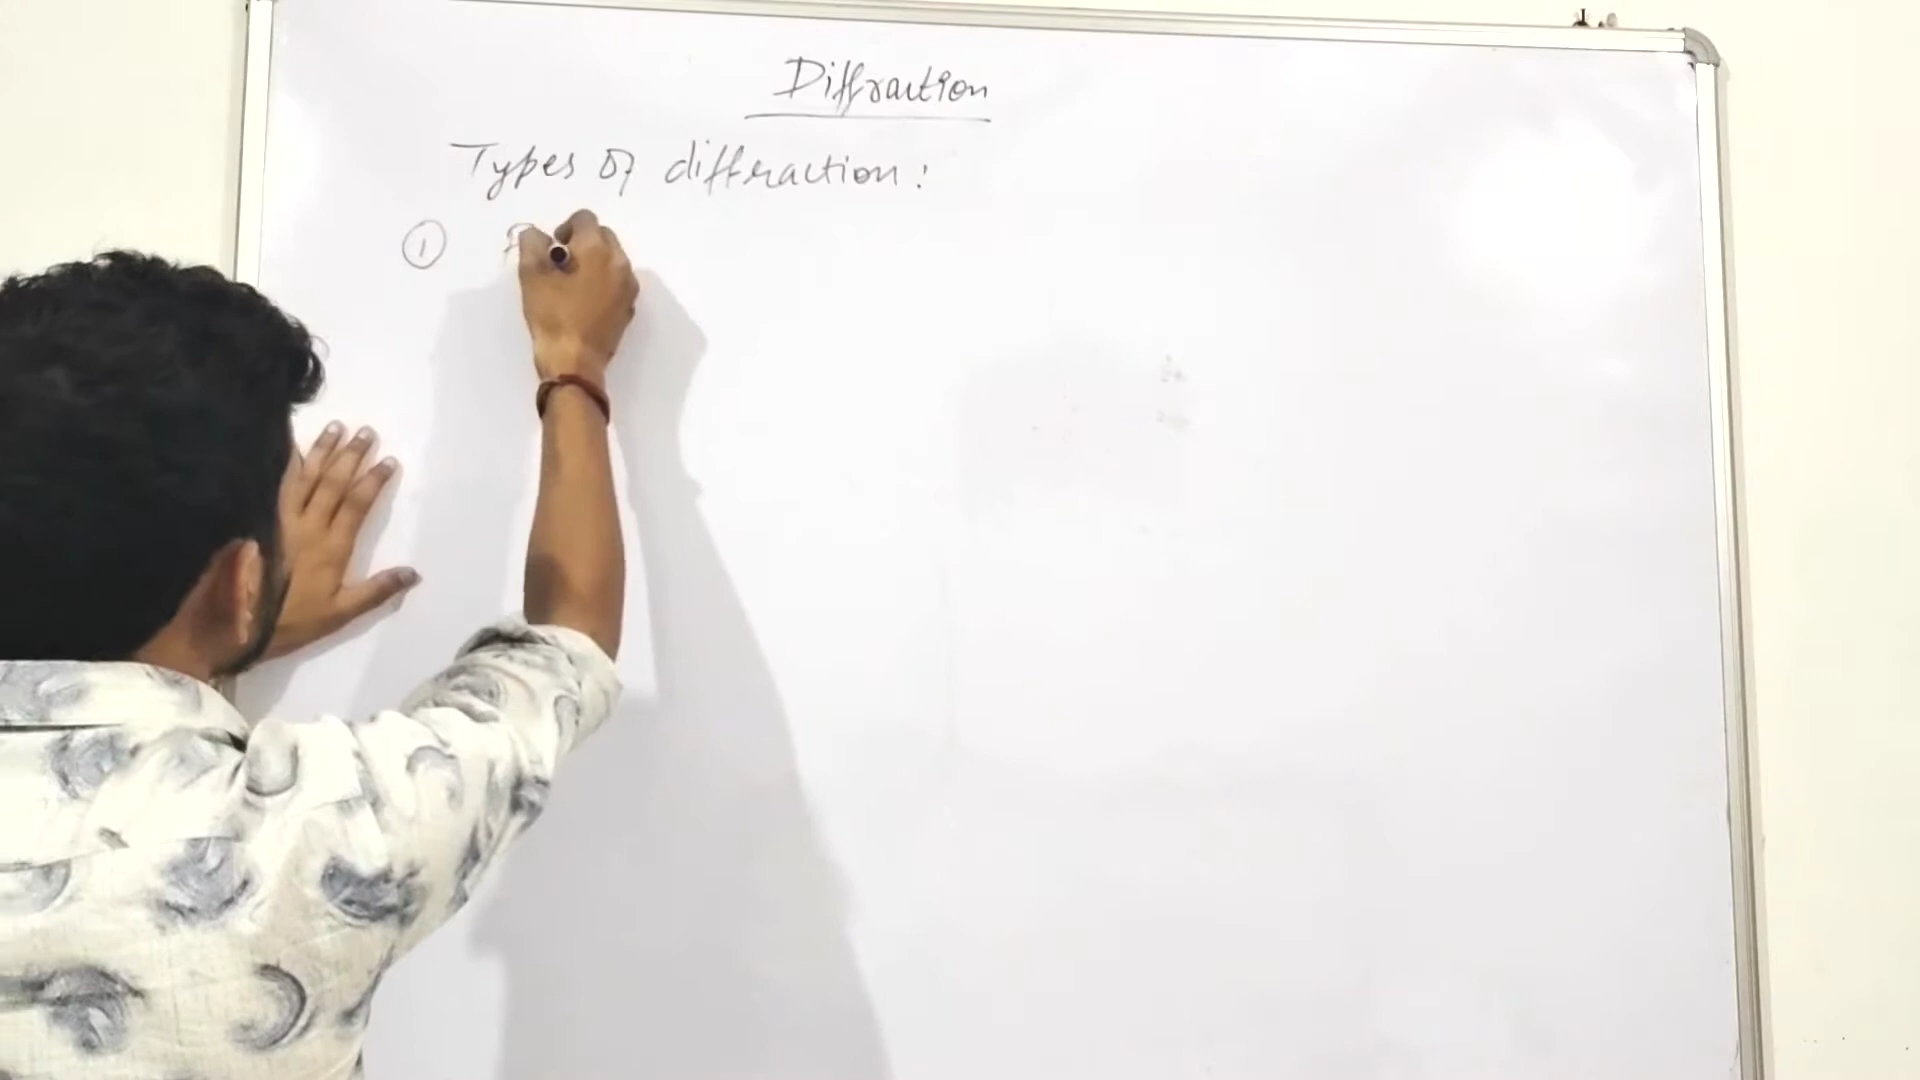 Diffraction
Types of diffraction:
①